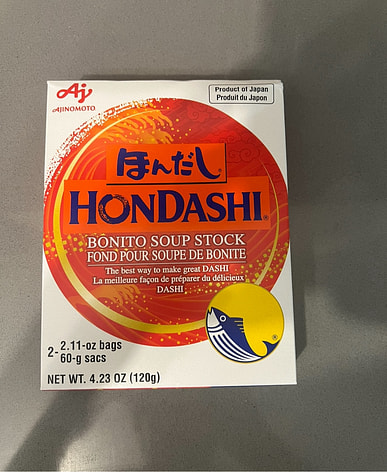 Aj
AJINOMOTO
Product of Japan
Produit du Japon
ほんだし
HONDASHI®
BONITO SOUP STOCK
FOND POUR SOUPE DE BONITE
The best way to make great DASHI
La meilleure façon de préparer du délicieux
DASHI
®
2- 2.11-oz bags
60-g sacs
NET WT. 4.23 OZ (120g)